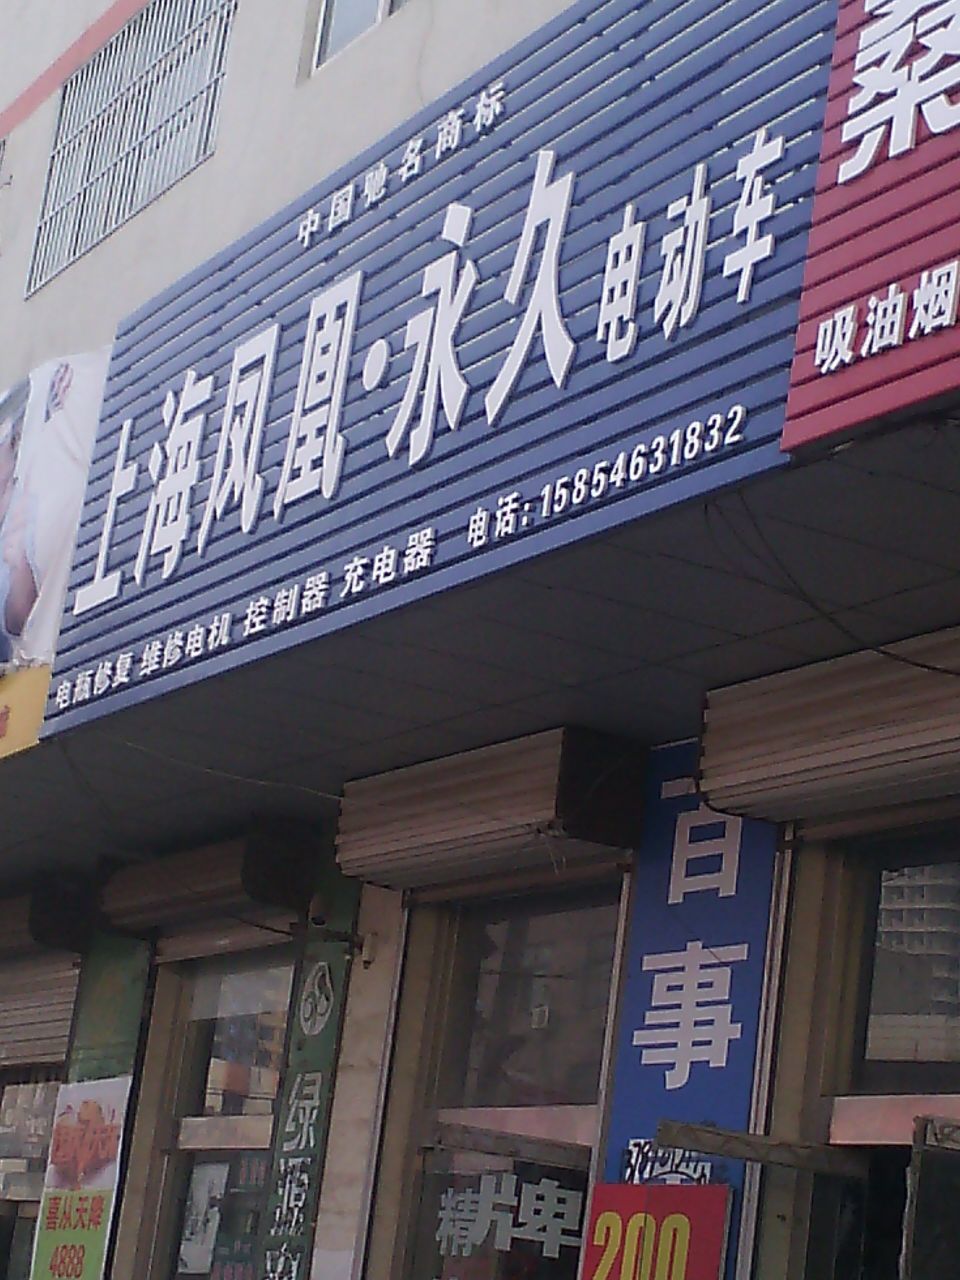 中国驰名商标
上海凤凰·永久电动车
电瓶修复 维修电机 控制器 充电器 电话:15854631832
桑
吸油烟
百事
绿源
精牌
喜从天降
4888
200